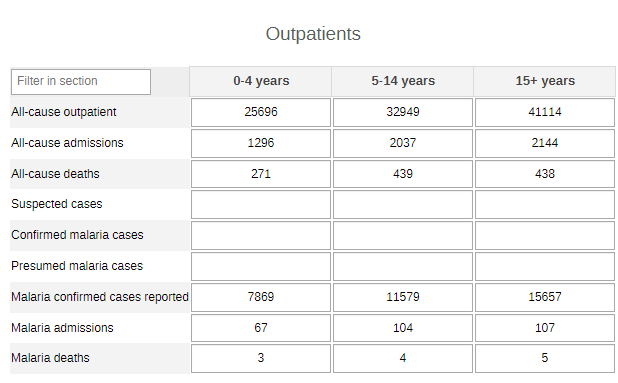 Outpatients
Filter in section 0-4 years 5-14 years 15+ years
All-cause outpatient 25696 32949 41114
All-cause admissions 1296 2037 2144
All-cause deaths 271 439 438
Suspected cases
Confirmed malaria cases
Presumed malaria cases
Malaria confirmed cases reported 7869 11579 15657
Malaria admissions 67 104 107
Malaria deaths 3 4 5